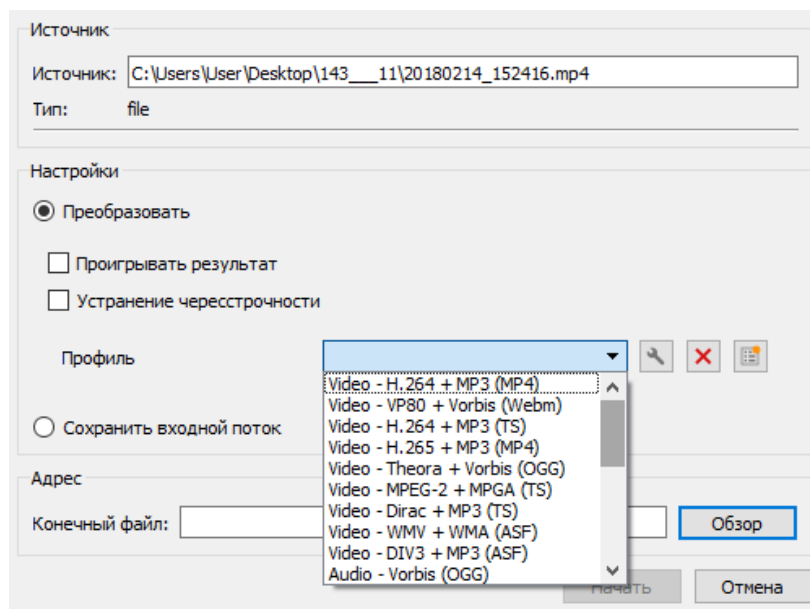 Источник
Источник: C:\Users\User\Desktop\143___11\20180214_152416.mp4
Тип: file
Настройки
Преобразовать
Проигрывать результат
Устранение чересстрочности
Профиль
Video - H.264 + MP3 (MP4)
Video - VP80 + Vorbis (Webm)
Video - H.264 + MP3 (TS)
Video - H.265 + MP3 (MP4)
Video - Theora + Vorbis (OGG)
Video - MPEG-2 + MPGA (TS)
Video - Dirac + MP3 (TS)
Video - WMV + WMA (ASF)
Video - DIV3 + MP3 (ASF)
Audio - Vorbis (OGG)
Сохранить входной поток
Адрес
Конечный файл: Обзор
Начать Отмена